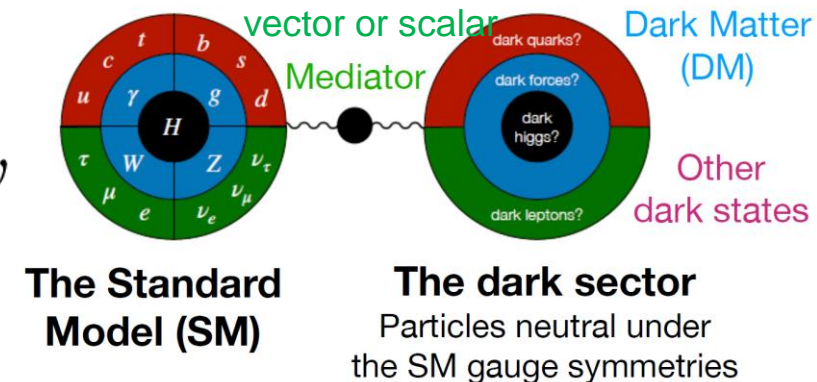 vector or scalar
Mediator
t
b
c
s
u
d
γ
g
H
W
Z
τ
μ
e
ν_e
ν_μ
ν_τ
dark quarks?
dark forces?
dark
higgs?
dark leptons?
Dark Matter
(DM)
Other
dark states
The Standard
Model (SM)
The dark sector
Particles neutral under
the SM gauge symmetries